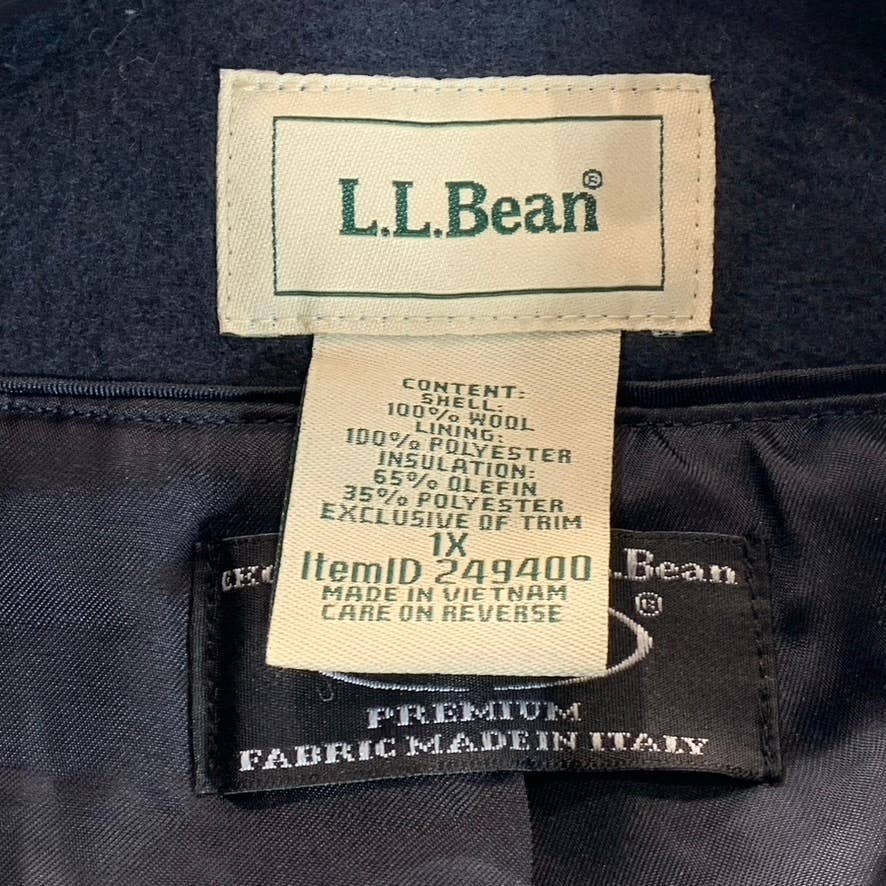 L.L.Bean®
CONTENT:
SHELL:
100% WOOL
LINING:
100% POLYESTER
INSULATION:
65% OLEFIN
35% POLYESTER
EXCLUSIVE OF TRIM
1X
ItemID 249400
MADE IN VIETNAM
CARE ON REVERSE
.Bean
®
PREMIUM
FABRIC MADE IN ITALY